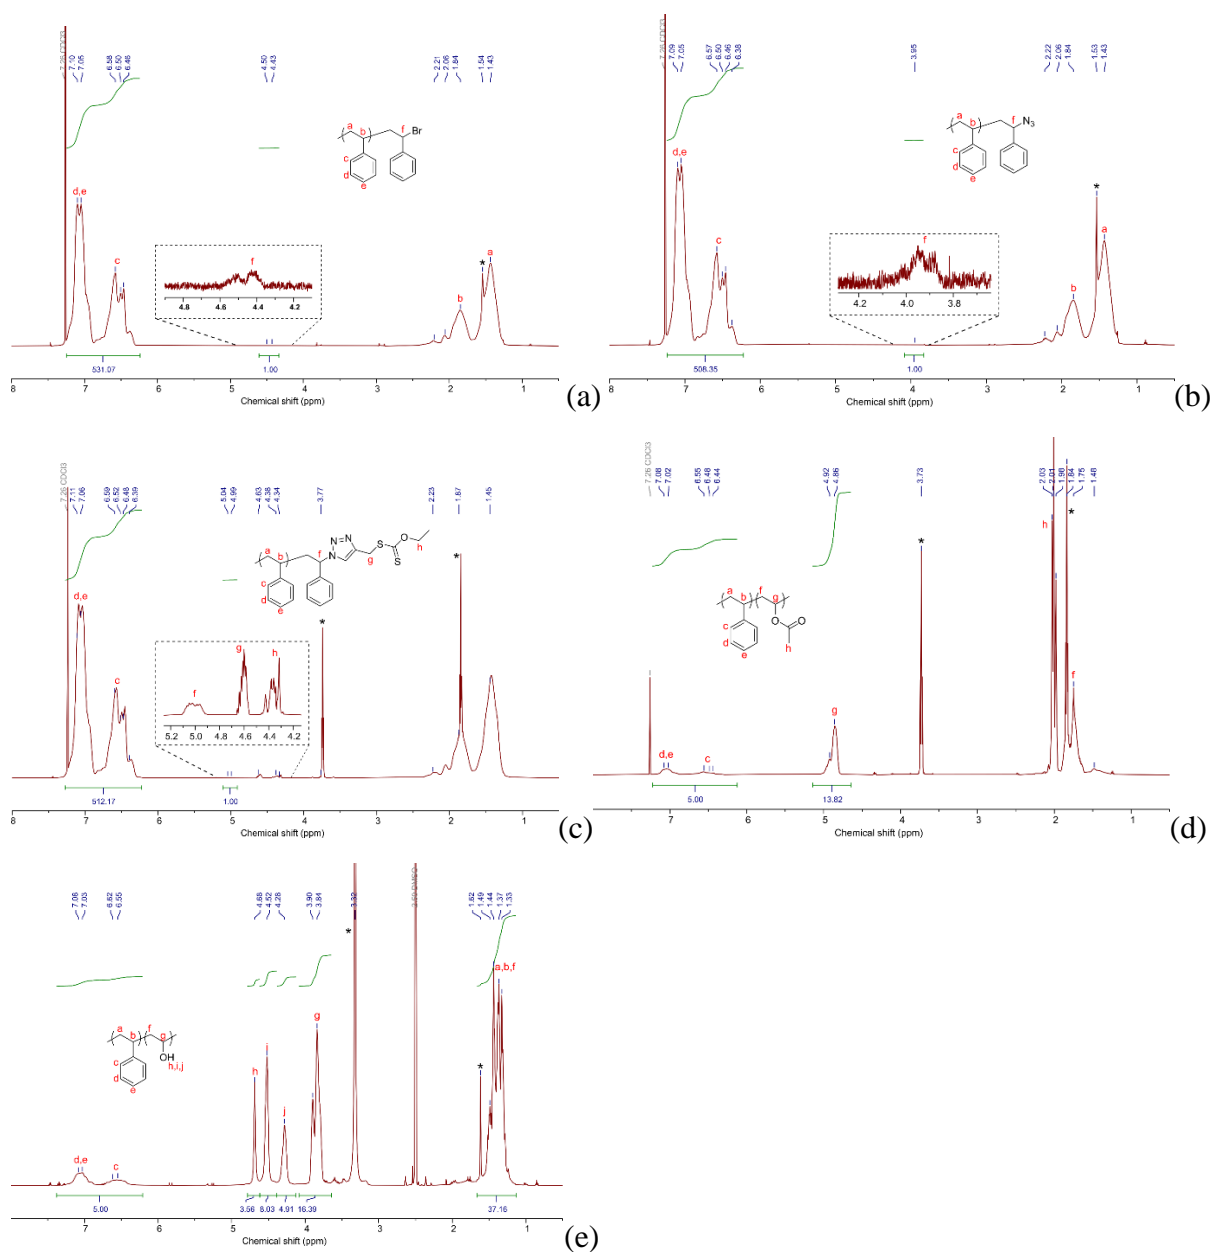 7.26 CDCl3
7.10
7.05
6.58
6.50
6.46
4.50
4.43
2.21
2.06
1.84
1.54
1.43
a
b
f
Br
c
d
e
d,e
c
f
4.8 4.6 4.4 4.2
b
*
a
531.07
1.00
8 7 6 5 4 3 2 1
Chemical shift (ppm)
(a)
7.26 CDCl3
7.09
7.05
6.57
6.50
6.46
6.38
3.95
2.22
2.06
1.84
1.53
1.43
a
b
f
N3
c
d
e
d,e
c
f
4.2 4.0 3.8
b
*
a
508.35
1.00
8 7 6 5 4 3 2 1
Chemical shift (ppm)
(b)
7.26 CDCl3
7.11
7.06
6.59
6.52
6.48
6.39
5.04
4.99
4.63
4.38
4.34
3.77
2.23
1.87
1.45
a
b
f
N
N
N
g
S
S
O
h
c
d
e
d,e
c
f
g
h
5.2 5.0 4.8 4.6 4.4 4.2
*
*
512.17
1.00
8 7 6 5 4 3 2 1
Chemical shift (ppm)
(c)
7.26 CDCl3
7.08
7.02
6.55
6.48
6.44
4.92
4.86
3.73
2.03
2.01
1.98
1.84
1.75
1.48
a
b
f
g
O
O
h
c
d
e
d,e
c
g
*
h
*
f
5.00
13.82
7 6 5 4 3 2 1
Chemical shift (ppm)
(d)
7.08
7.03
6.62
6.55
4.68
4.52
4.28
3.90
3.84
3.32
2.50 DMSO
1.62
1.49
1.44
1.37
1.33
a
b
f
g
OH
h,i,j
c
d
e
d,e
c
h
i
j
g
*
*
a,b,f
5.00
3.56
8.03
4.91
16.39
37.16
7 6 5 4 3 2 1
Chemical shift (ppm)
(e)